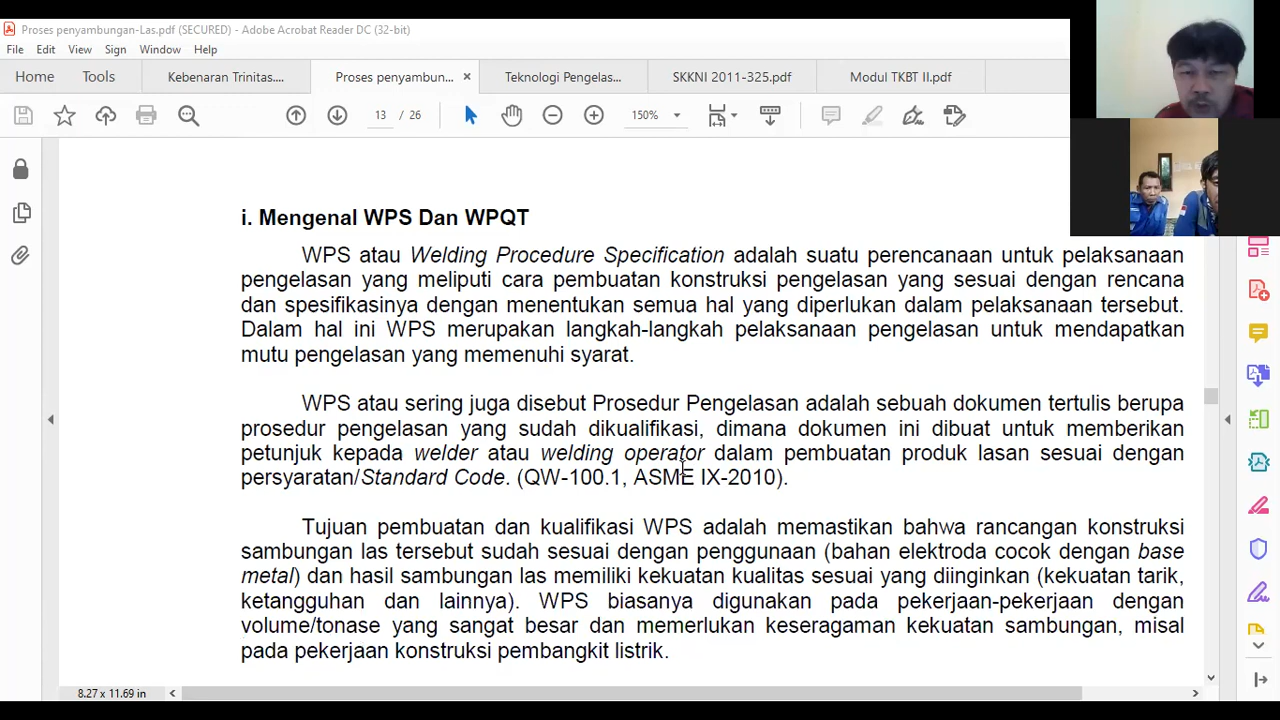 Proses penyambungan-Las.pdf (SECURED) - Adobe Acrobat Reader DC (32-bit)
File Edit View Sign Window Help
Home Tools Kebenaran Trinitas.... Proses penyambun... × Teknologi Pengelas... SKKNI 2011-325.pdf Modul TKBT II.pdf
13 / 26 150%
i. Mengenal WPS Dan WPQT
WPS atau Welding Procedure Specification adalah suatu perencanaan untuk pelaksanaan
pengelasan yang meliputi cara pembuatan konstruksi pengelasan yang sesuai dengan rencana
dan spesifikasinya dengan menentukan semua hal yang diperlukan dalam pelaksanaan tersebut.
Dalam hal ini WPS merupakan langkah-langkah pelaksanaan pengelasan untuk mendapatkan
mutu pengelasan yang memenuhi syarat.
WPS atau sering juga disebut Prosedur Pengelasan adalah sebuah dokumen tertulis berupa
prosedur pengelasan yang sudah dikualifikasi, dimana dokumen ini dibuat untuk memberikan
petunjuk kepada welder atau welding operator dalam pembuatan produk lasan sesuai dengan
persyaratan/Standard Code. (QW-100.1, ASME IX-2010).
Tujuan pembuatan dan kualifikasi WPS adalah memastikan bahwa rancangan konstruksi
sambungan las tersebut sudah sesuai dengan penggunaan (bahan elektroda cocok dengan base
metal) dan hasil sambungan las memiliki kekuatan kualitas sesuai yang diinginkan (kekuatan tarik,
ketangguhan dan lainnya). WPS biasanya digunakan pada pekerjaan-pekerjaan dengan
volume/tonase yang sangat besar dan memerlukan keseragaman kekuatan sambungan, misal
pada pekerjaan konstruksi pembangkit listrik.
8.27 x 11.69 in